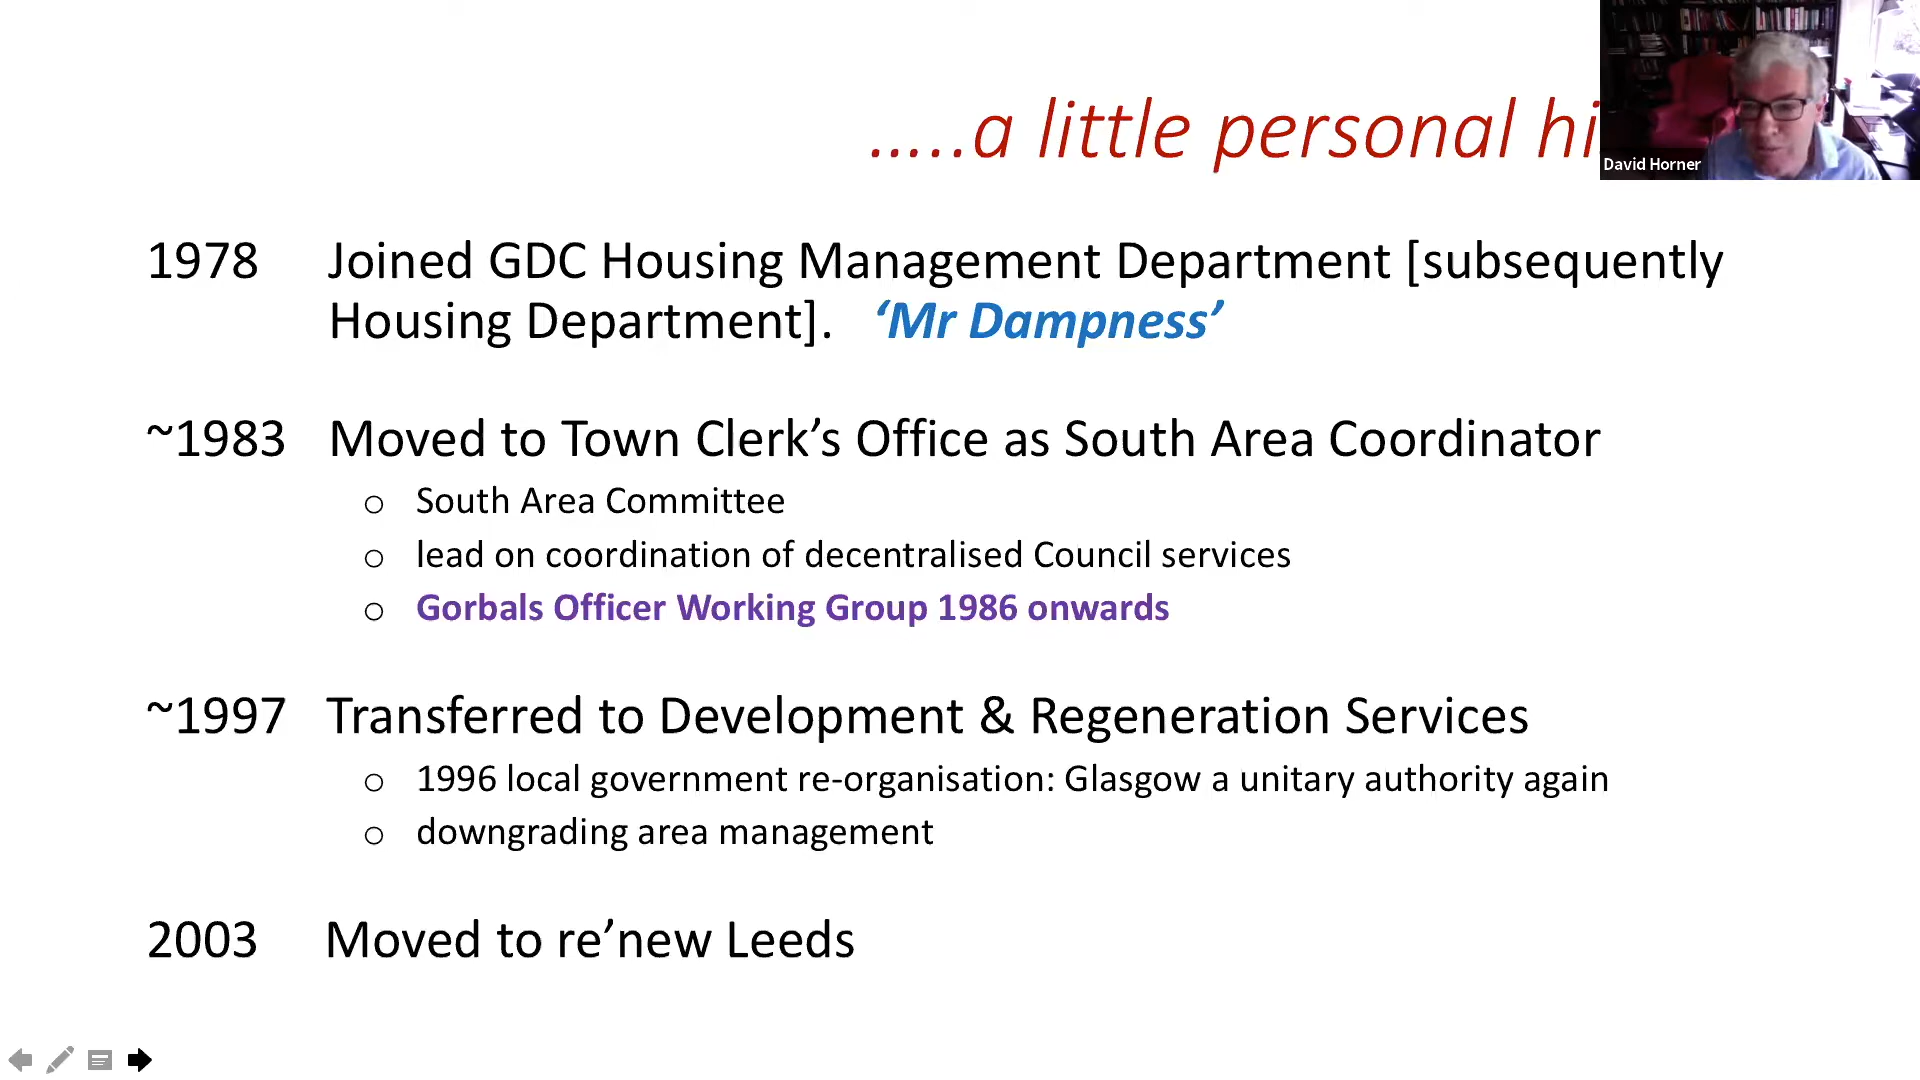 .....a little personal hi
David Horner
1978 Joined GDC Housing Management Department [subsequently
Housing Department]. ‘Mr Dampness’
~1983 Moved to Town Clerk’s Office as South Area Coordinator
o South Area Committee
o lead on coordination of decentralised Council services
o Gorbals Officer Working Group 1986 onwards
~1997 Transferred to Development & Regeneration Services
o 1996 local government re-organisation: Glasgow a unitary authority again
o downgrading area management
2003 Moved to re’new Leeds